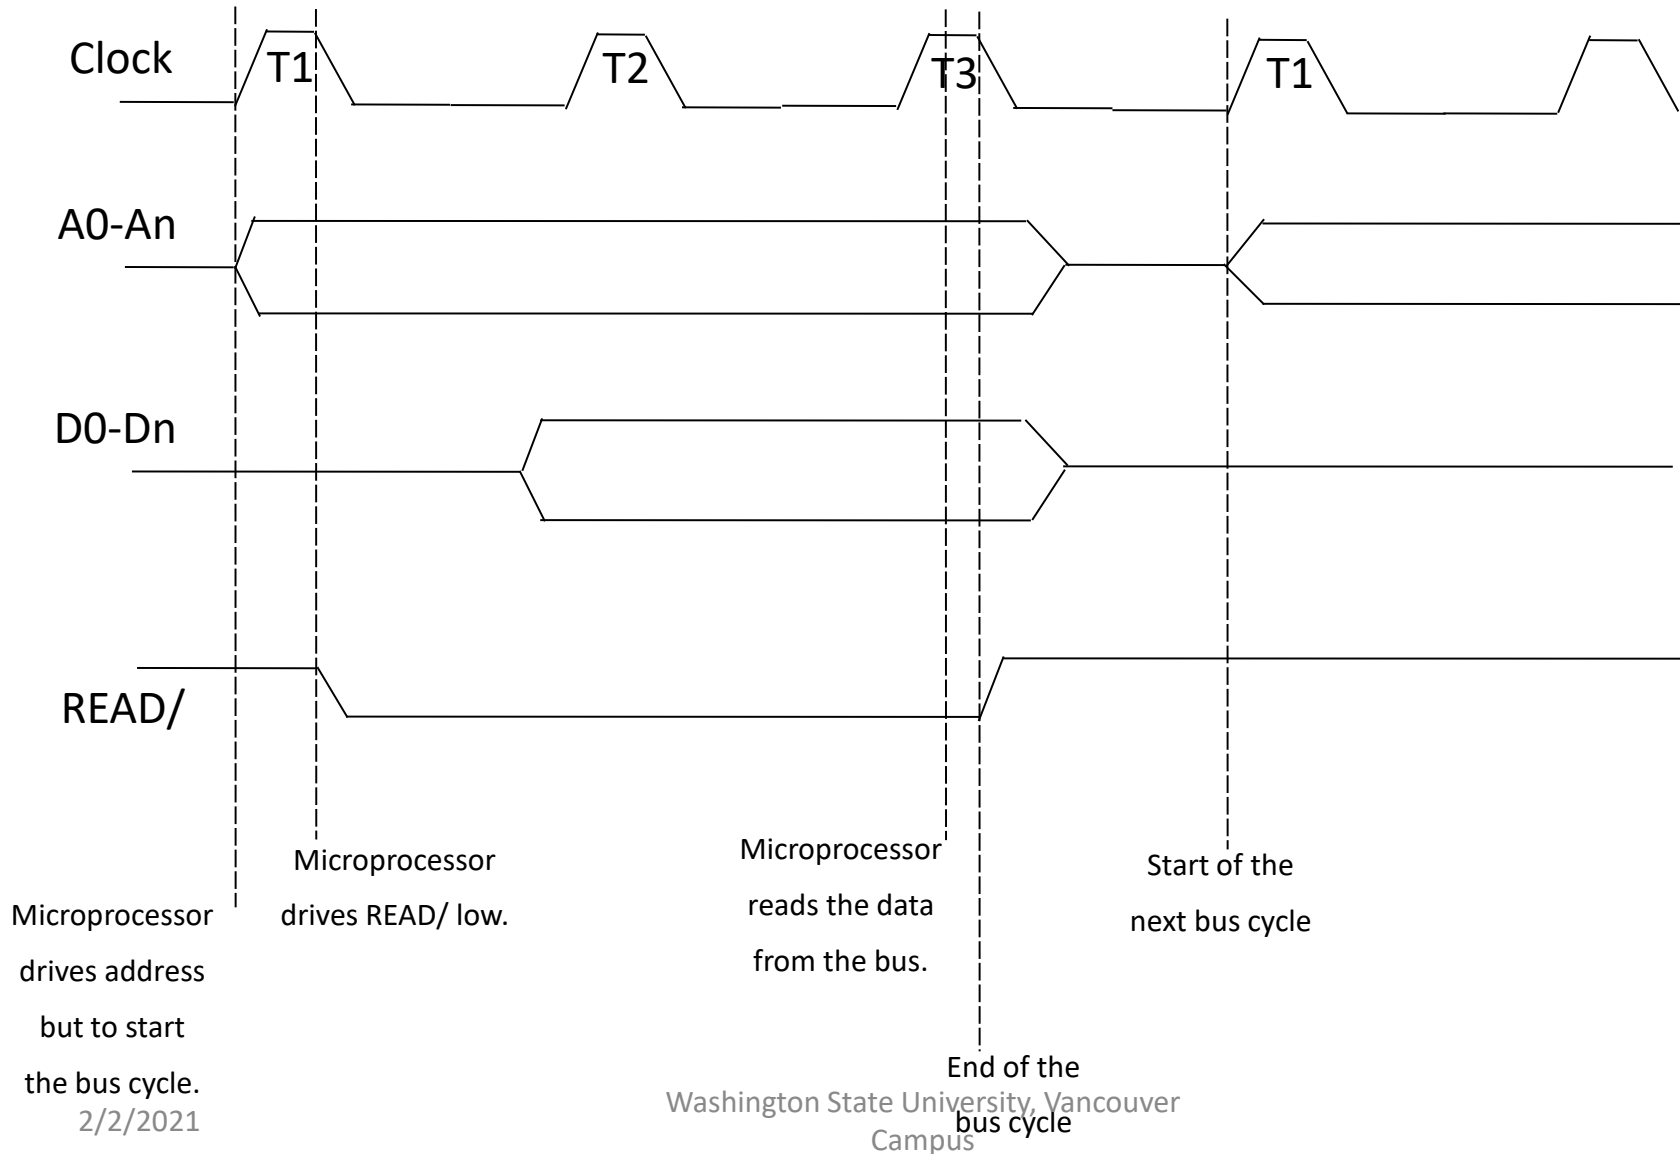 Clock
T1
T2
T3
T1
A0-An
D0-Dn
READ/
Microprocessor
drives address
but to start
the bus cycle.
Microprocessor
drives READ/ low.
Microprocessor
reads the data
from the bus.
End of the
bus cycle
Start of the
next bus cycle
2/2/2021
Washington State University, Vancouver
Campus